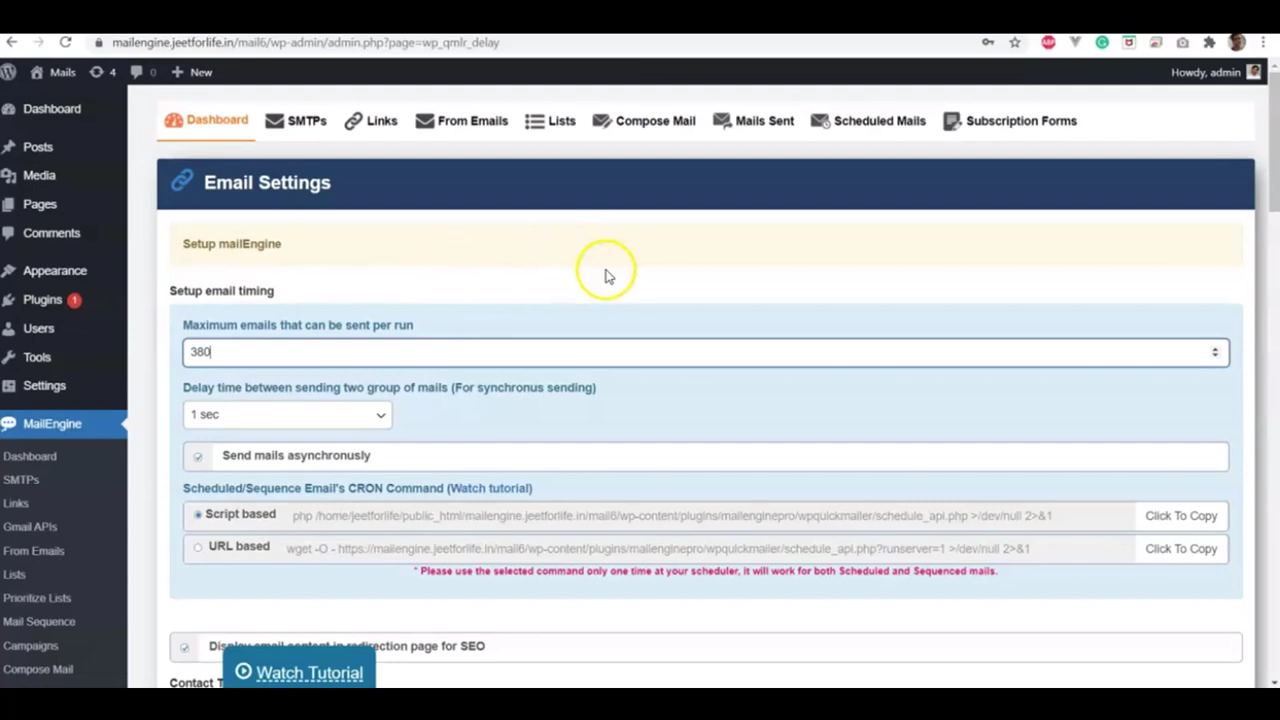 mailengine.jeetforlife.in/mail6/wp-admin/admin.php?page=wp_qmlr_delay
Mails 4 0 New Howdy, admin
Dashboard
Posts
Media
Pages
Comments
Appearance
Plugins 1
Users
Tools
Settings
MailEngine
Dashboard
SMTPs
Links
Gmail APIs
From Emails
Lists
Prioritize Lists
Mail Sequence
Campaigns
Compose Mail
Dashboard SMTPs Links From Emails Lists Compose Mail Mails Sent Scheduled Mails Subscription Forms
Email Settings
Setup mailEngine
Setup email timing
Maximum emails that can be sent per run
380
Delay time between sending two group of mails (For synchronus sending)
1 sec
Send mails asynchronusly
Scheduled/Sequence Email's CRON Command (Watch tutorial)
Script based php /home/jeetforlife/public_html/mailengine.jeetforlife.in/mail6/wp-content/plugins/mailenginepro/wpquickmailer/schedule_api.php >/dev/null 2>&1 Click To Copy
URL based wget -O - https://mailengine.jeetforlife.in/mail6/wp-content/plugins/mailenginepro/wpquickmailer/schedule_api.php?runserver=1 >/dev/null 2>&1 Click To Copy
* Please use the selected command only one time at your scheduler, it will work for both Scheduled and Sequenced mails.
Display email content in redirection page for SEO
Contact T
Watch Tutorial